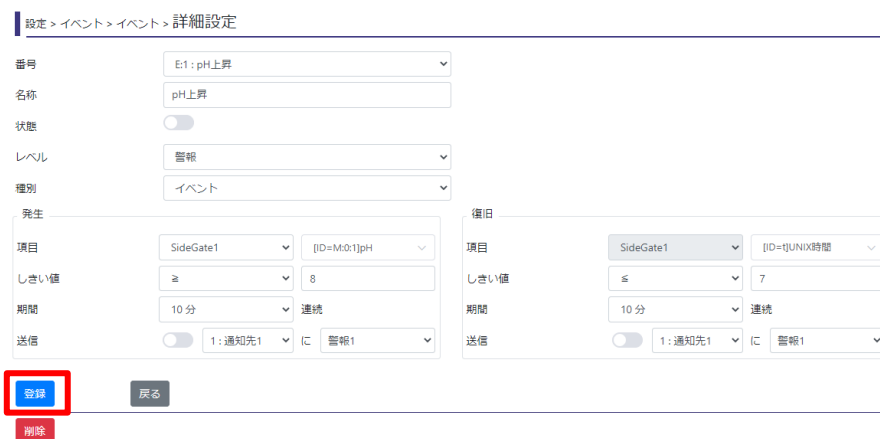 設定 > イベント > イベント > 詳細設定
番号 E:1 : pH上昇
名称 pH上昇
状態
レベル 警報
種別 イベント
発生
項目 SideGate1 [ID=M:0:1]pH
しきい値 ≧ 8
期間 10 分 連続
送信 1 : 通知先1 に 警報1
復旧
項目 SideGate1 [ID=t]UNIX時間
しきい値 ≦ 7
期間 10 分 連続
送信 1 : 通知先1 に 警報1
登録 戻る
削除